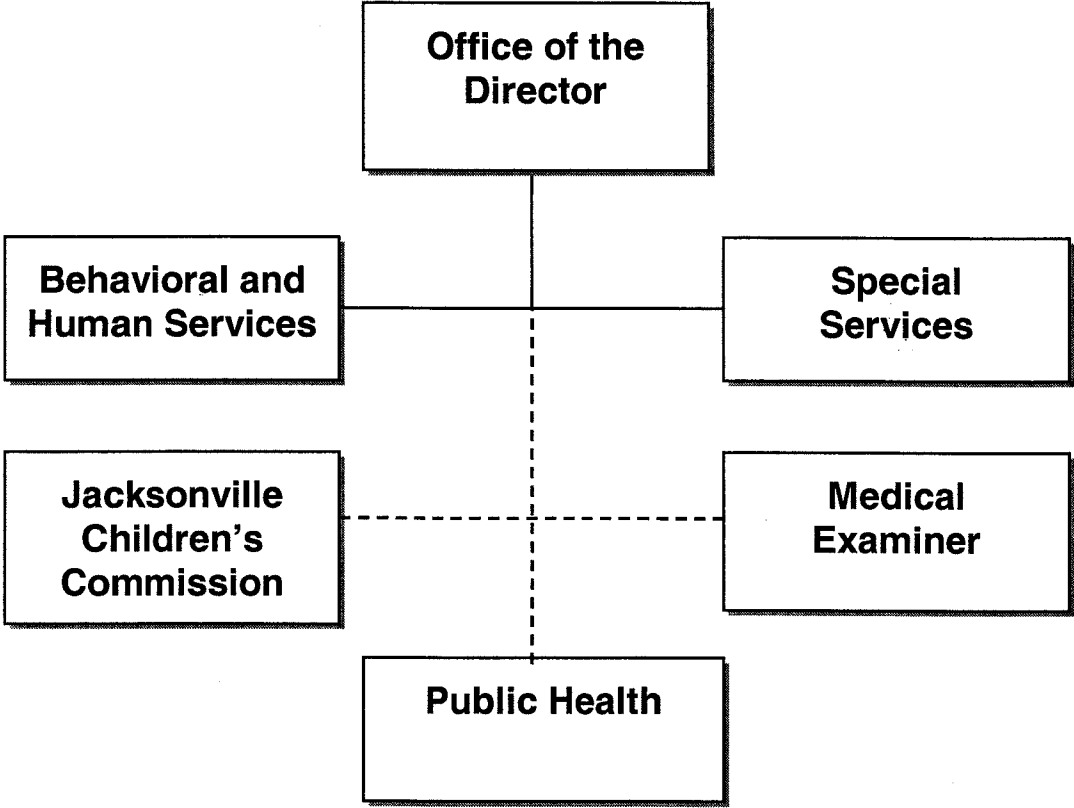 Office of the
Director
Behavioral and
Human Services
Special
Services
Jacksonville
Children's
Commission
Medical
Examiner
Public Health